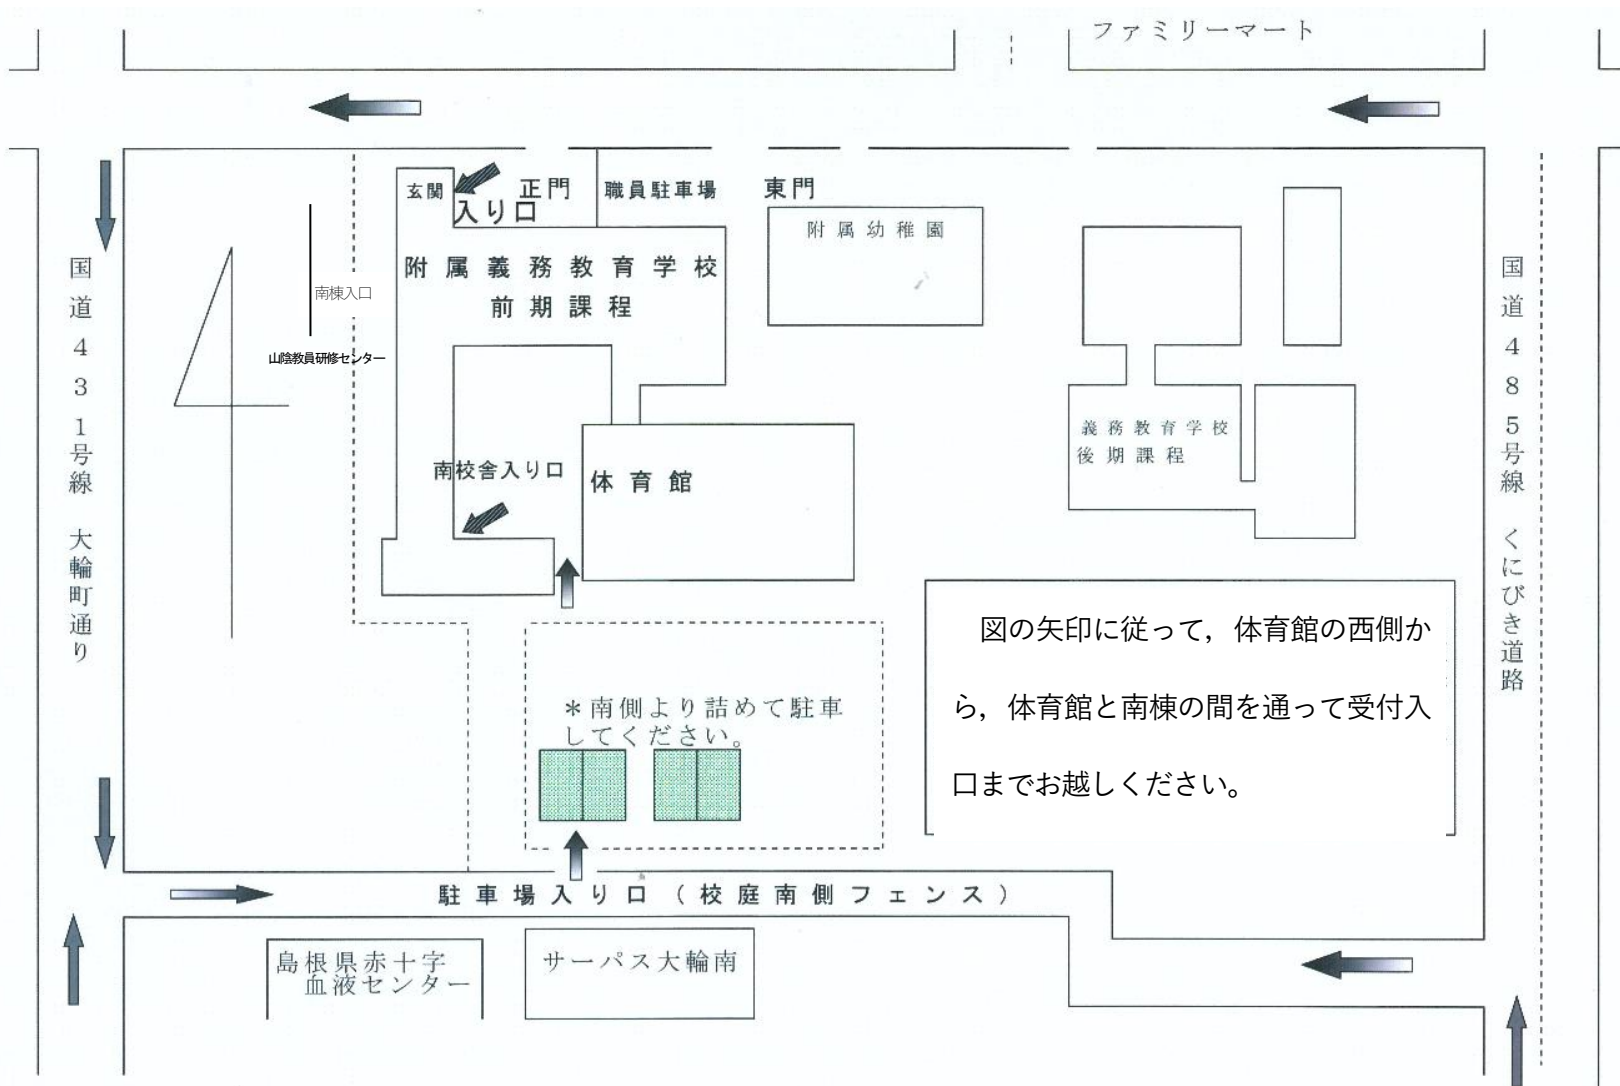 ファミリーマート
玄関
正門
職員駐車場
東門
入り口
附属幼稚園
附属義務教育学校
前期課程
南棟入口
山陰教員研修センター
国道431号線 大輪町通り
国道485号線 くにびき道路
義務教育学校
後期課程
南校舎入り口
体育館
図の矢印に従って，体育館の西側か
ら，体育館と南棟の間を通って受付入
口までお越しください。
＊南側より詰めて駐車
してください。
駐車場入り口（校庭南側フェンス）
島根県赤十字
血液センター
サーパス大輪南